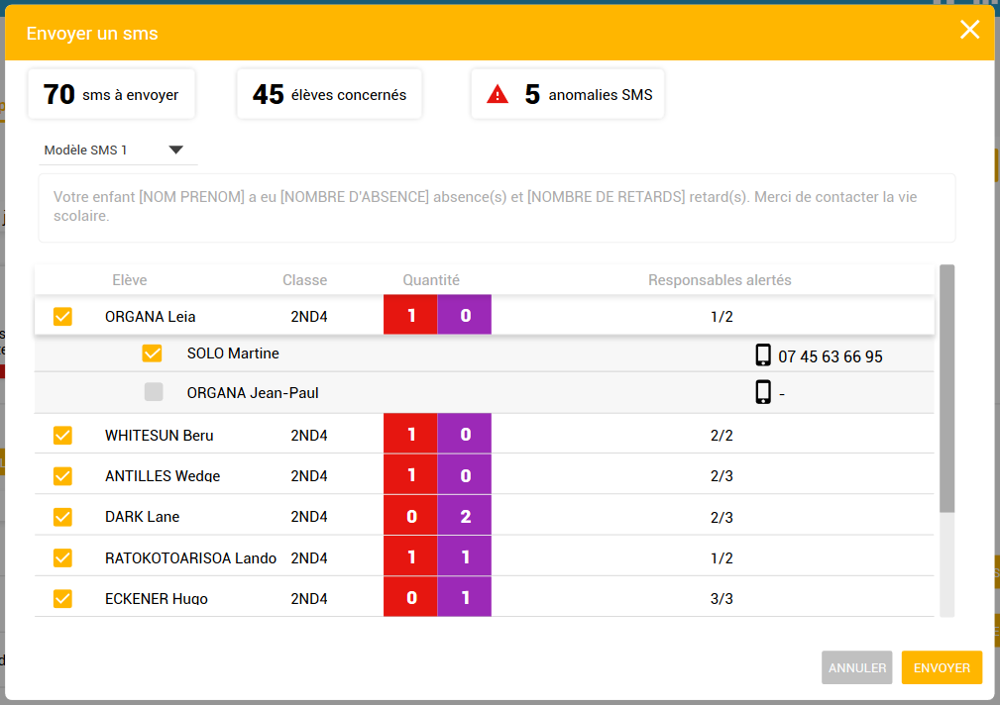 Envoyer un sms
70 sms à envoyer
45 élèves concernés
5 anomalies SMS
Modèle SMS 1
Votre enfant [NOM PRENOM] a eu [NOMBRE D'ABSENCE] absence(s) et [NOMBRE DE RETARDS] retard(s). Merci de contacter la vie
scolaire.
Elève Classe Quantité Responsables alertés
ORGANA Leia 2ND4 1 0 1/2
SOLO Martine 07 45 63 66 95
ORGANA Jean-Paul -
WHITESUN Beru 2ND4 1 0 2/2
ANTILLES Wedge 2ND4 1 0 2/3
DARK Lane 2ND4 0 2 2/3
RATOKOTOARISOA Lando 2ND4 1 1 1/2
ECKENER Hugo 2ND4 0 1 3/3
ANNULER ENVOYER